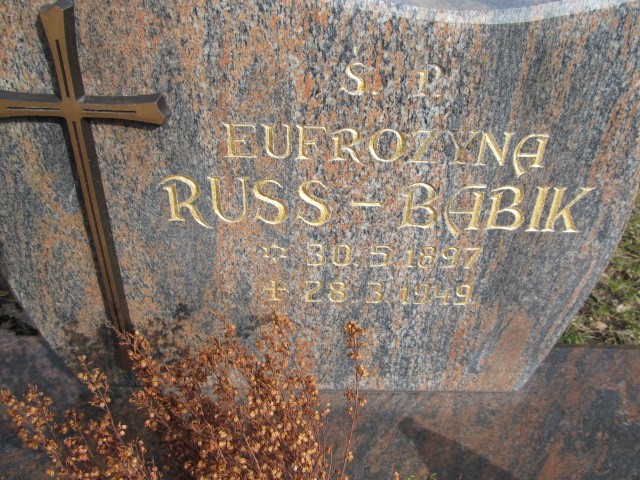 Ś. P.
EUFROZYNA
RUSS - BABIK
* 30.5.1897
+ 28.3.1949